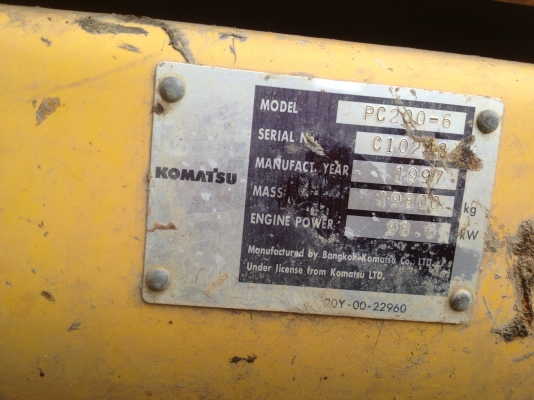 MODEL PC200-6
SERIAL N
MANUFACT YEAR 1997
KOMATSU
MASS kg
ENGINE POWER kW
Manufactured by Bangkok Komatsu Co., LTD.
Under license from Komatsu LTD.
20Y-00-22960